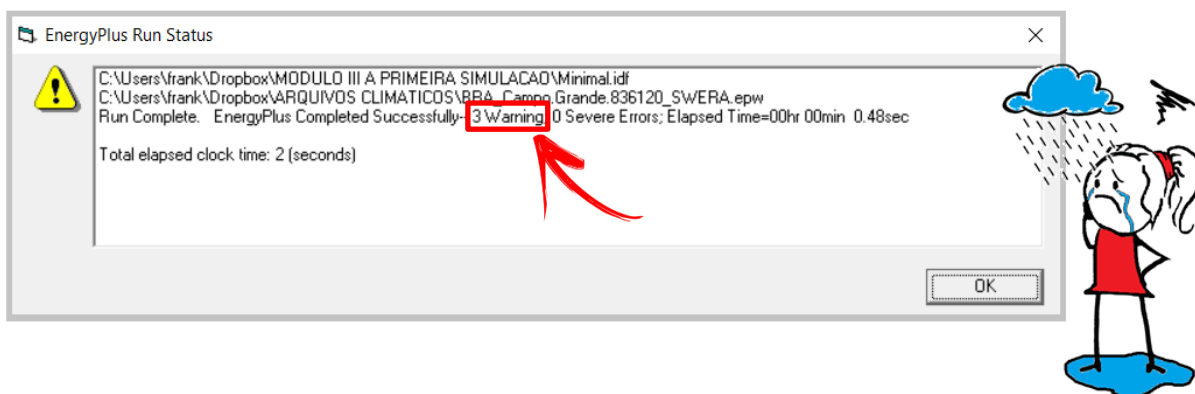 EnergyPlus Run Status
C:\Users\frank\Dropbox\MODULO III A PRIMEIRA SIMULACAO\Minimal.idf
C:\Users\frank\Dropbox\ARQUIVOS CLIMATICOS\BRA_Campo.Grande.836120_SWERA.epw
Run Complete. EnergyPlus Completed Successfully-- 3 Warning; 0 Severe Errors; Elapsed Time=00hr 00min 0.48sec
Total elapsed clock time: 2 (seconds)
OK